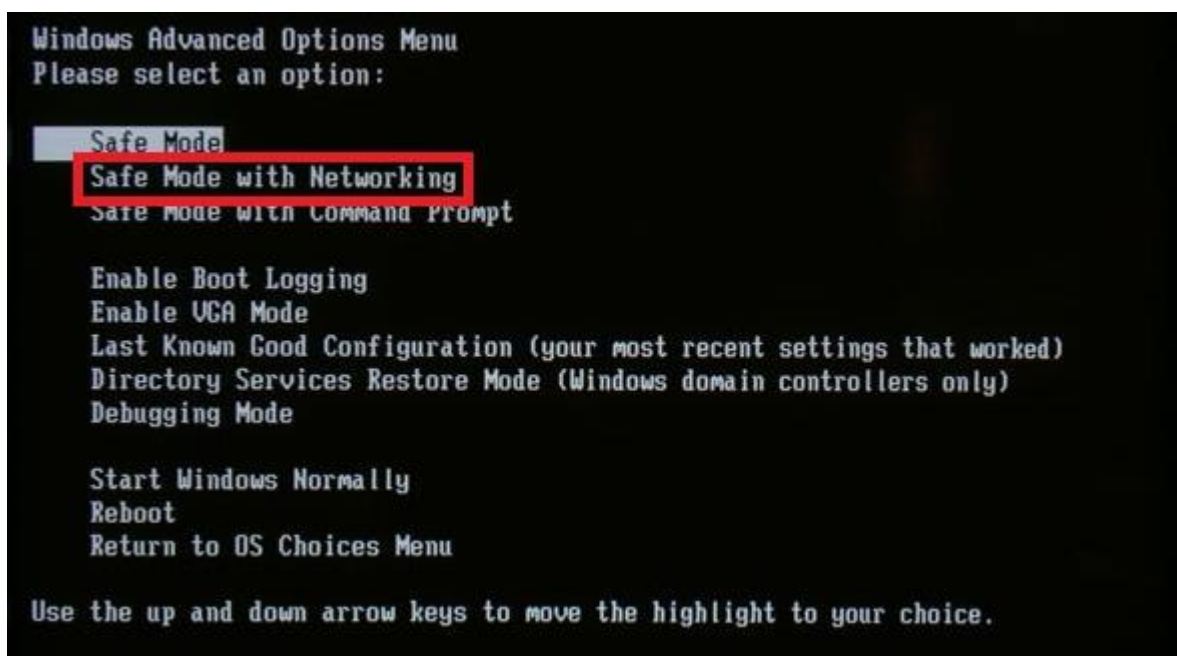 Windows Advanced Options Menu
Please select an option:
Safe Mode
Safe Mode with Networking
Safe Mode with Command Prompt
Enable Boot Logging
Enable VGA Mode
Last Known Good Configuration (your most recent settings that worked)
Directory Services Restore Mode (Windows domain controllers only)
Debugging Mode
Start Windows Normally
Reboot
Return to OS Choices Menu
Use the up and down arrow keys to move the highlight to your choice.